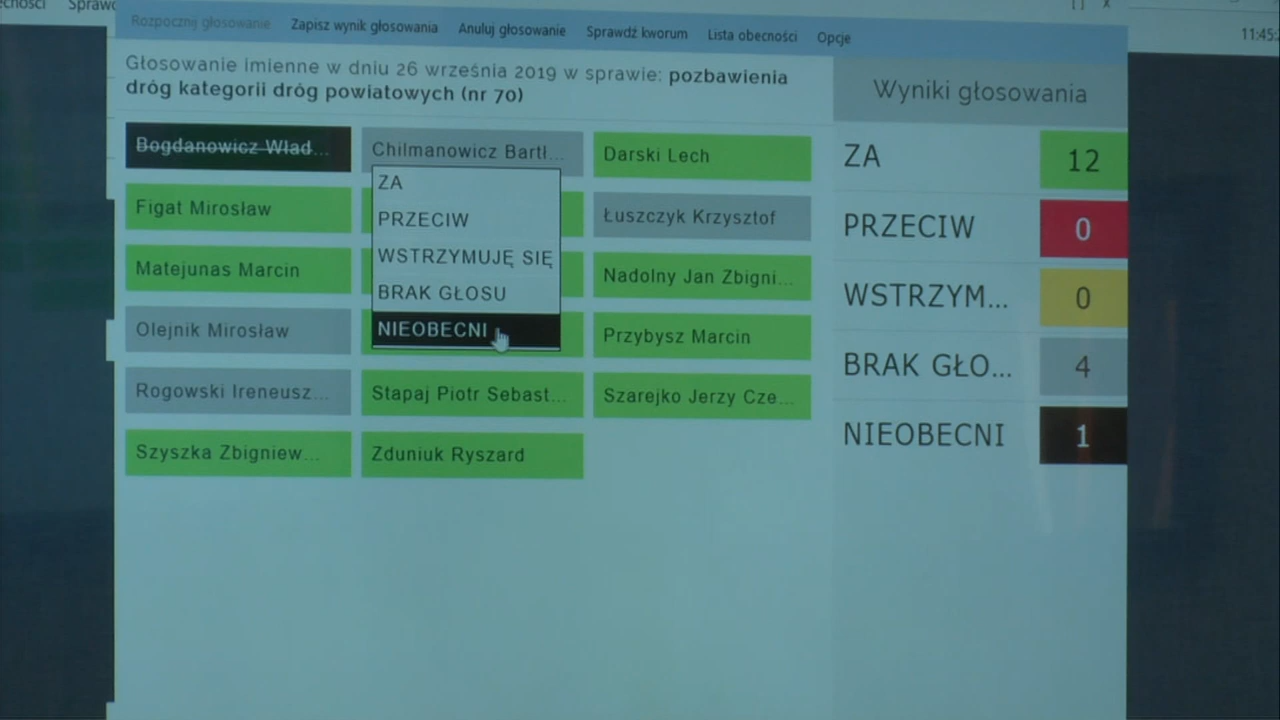 Rozpocznij głosowanie Zapisz wynik głosowania Anuluj głosowanie Sprawdź kworum Lista obecności Opcje
11:45:
Głosowanie imienne w dniu 26 września 2019 w sprawie: pozbawienia
dróg kategorii dróg powiatowych (nr 70)
Wyniki głosowania
Bogdanowicz Wład... Chilmanowicz Bartł... Darski Lech
Figat Mirosław
Łuszczyk Krzysztof
Matejunas Marcin
Nadolny Jan Zbigni...
Olejnik Mirosław
Przybysz Marcin
Rogowski Ireneusz... Stapaj Piotr Sebast... Szarejko Jerzy Cze...
Szyszka Zbigniew... Zduniuk Ryszard
ZA
PRZECIW
WSTRZYMUJĘ SIĘ
BRAK GŁOSU
NIEOBECNI
ZA 12
PRZECIW 0
WSTRZYM... 0
BRAK GŁO... 4
NIEOBECNI 1